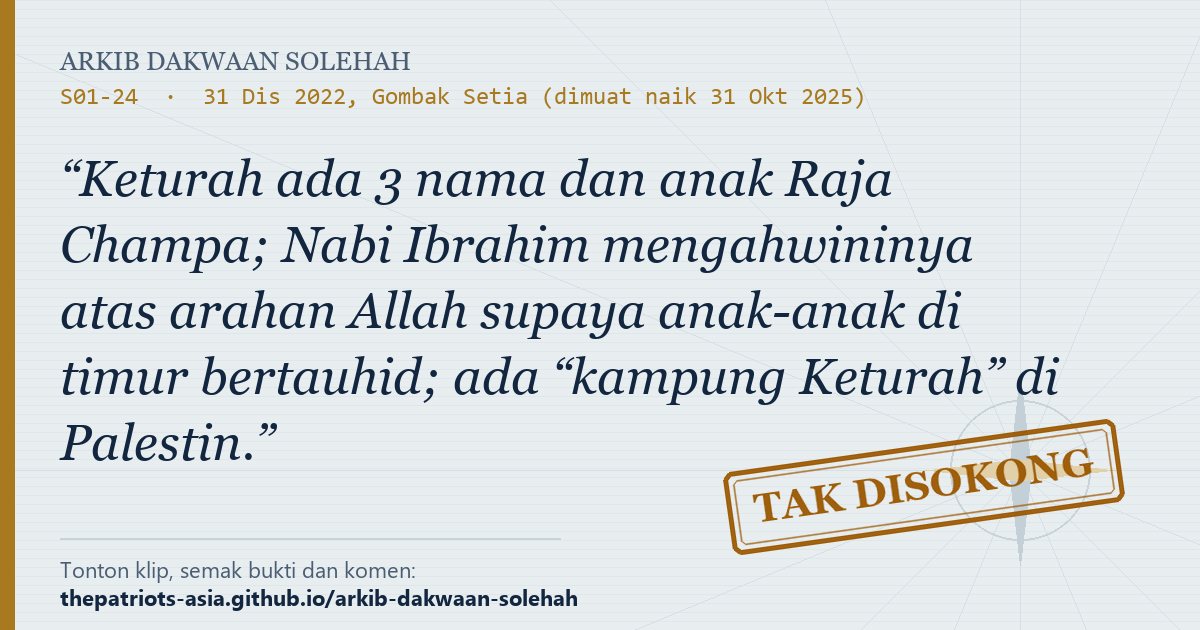 ARKIB DAKWAAN SOLEHAH
S01-24 · 31 Dis 2022, Gombak Setia (dimuat naik 31 Okt 2025)
“Keturah ada 3 nama dan anak Raja
Champa; Nabi Ibrahim mengahwininya
atas arahan Allah supaya anak-anak di
timur bertauhid; ada “kampung Keturah” di
Palestin.”
TAK DISOKONG
Tonton klip, semak bukti dan komen:
thepatriots-asia.github.io/arkib-dakwaan-solehah